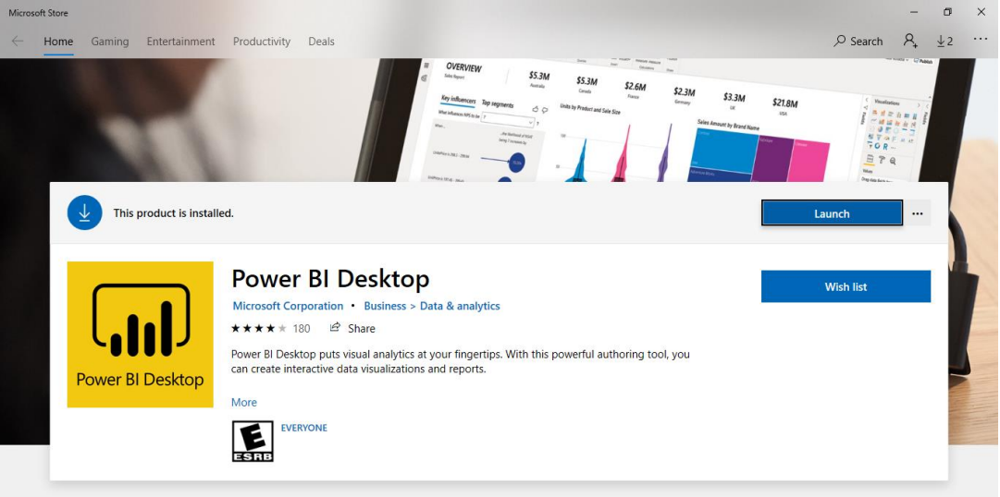 Microsoft Store
Home Gaming Entertainment Productivity Deals Search 2
OVERVIEW
Sales Report
$5.3M $5.3M $2.6M $2.3M $3.3M $21.8M
Australia Canada France Germany UK USA
Publish
Key influencers Top segments
Units by Product and Sale Size
Sales Amount by Brand Name
Visualizations
Fields
Values
This product is installed.
Launch
Power BI Desktop
Power BI Desktop
Wish list
Microsoft Corporation • Business > Data & analytics
180 Share
Power BI Desktop puts visual analytics at your fingertips. With this powerful authoring tool, you
can create interactive data visualizations and reports.
More
E
ESRB
EVERYONE